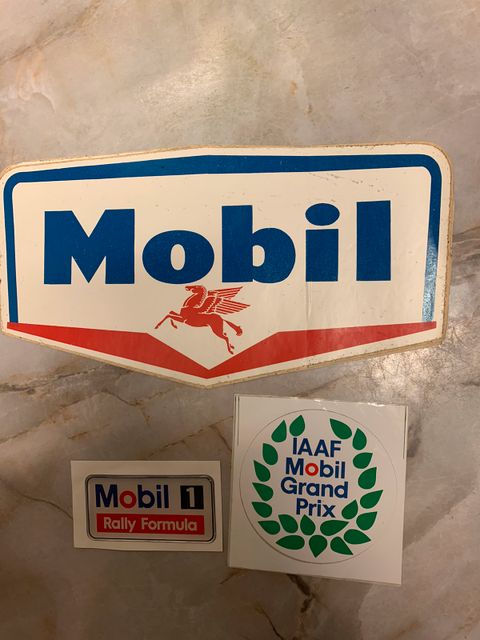 Mobil
Mobil 1
Rally Formula
IAAF
Mobil
Grand
Prix